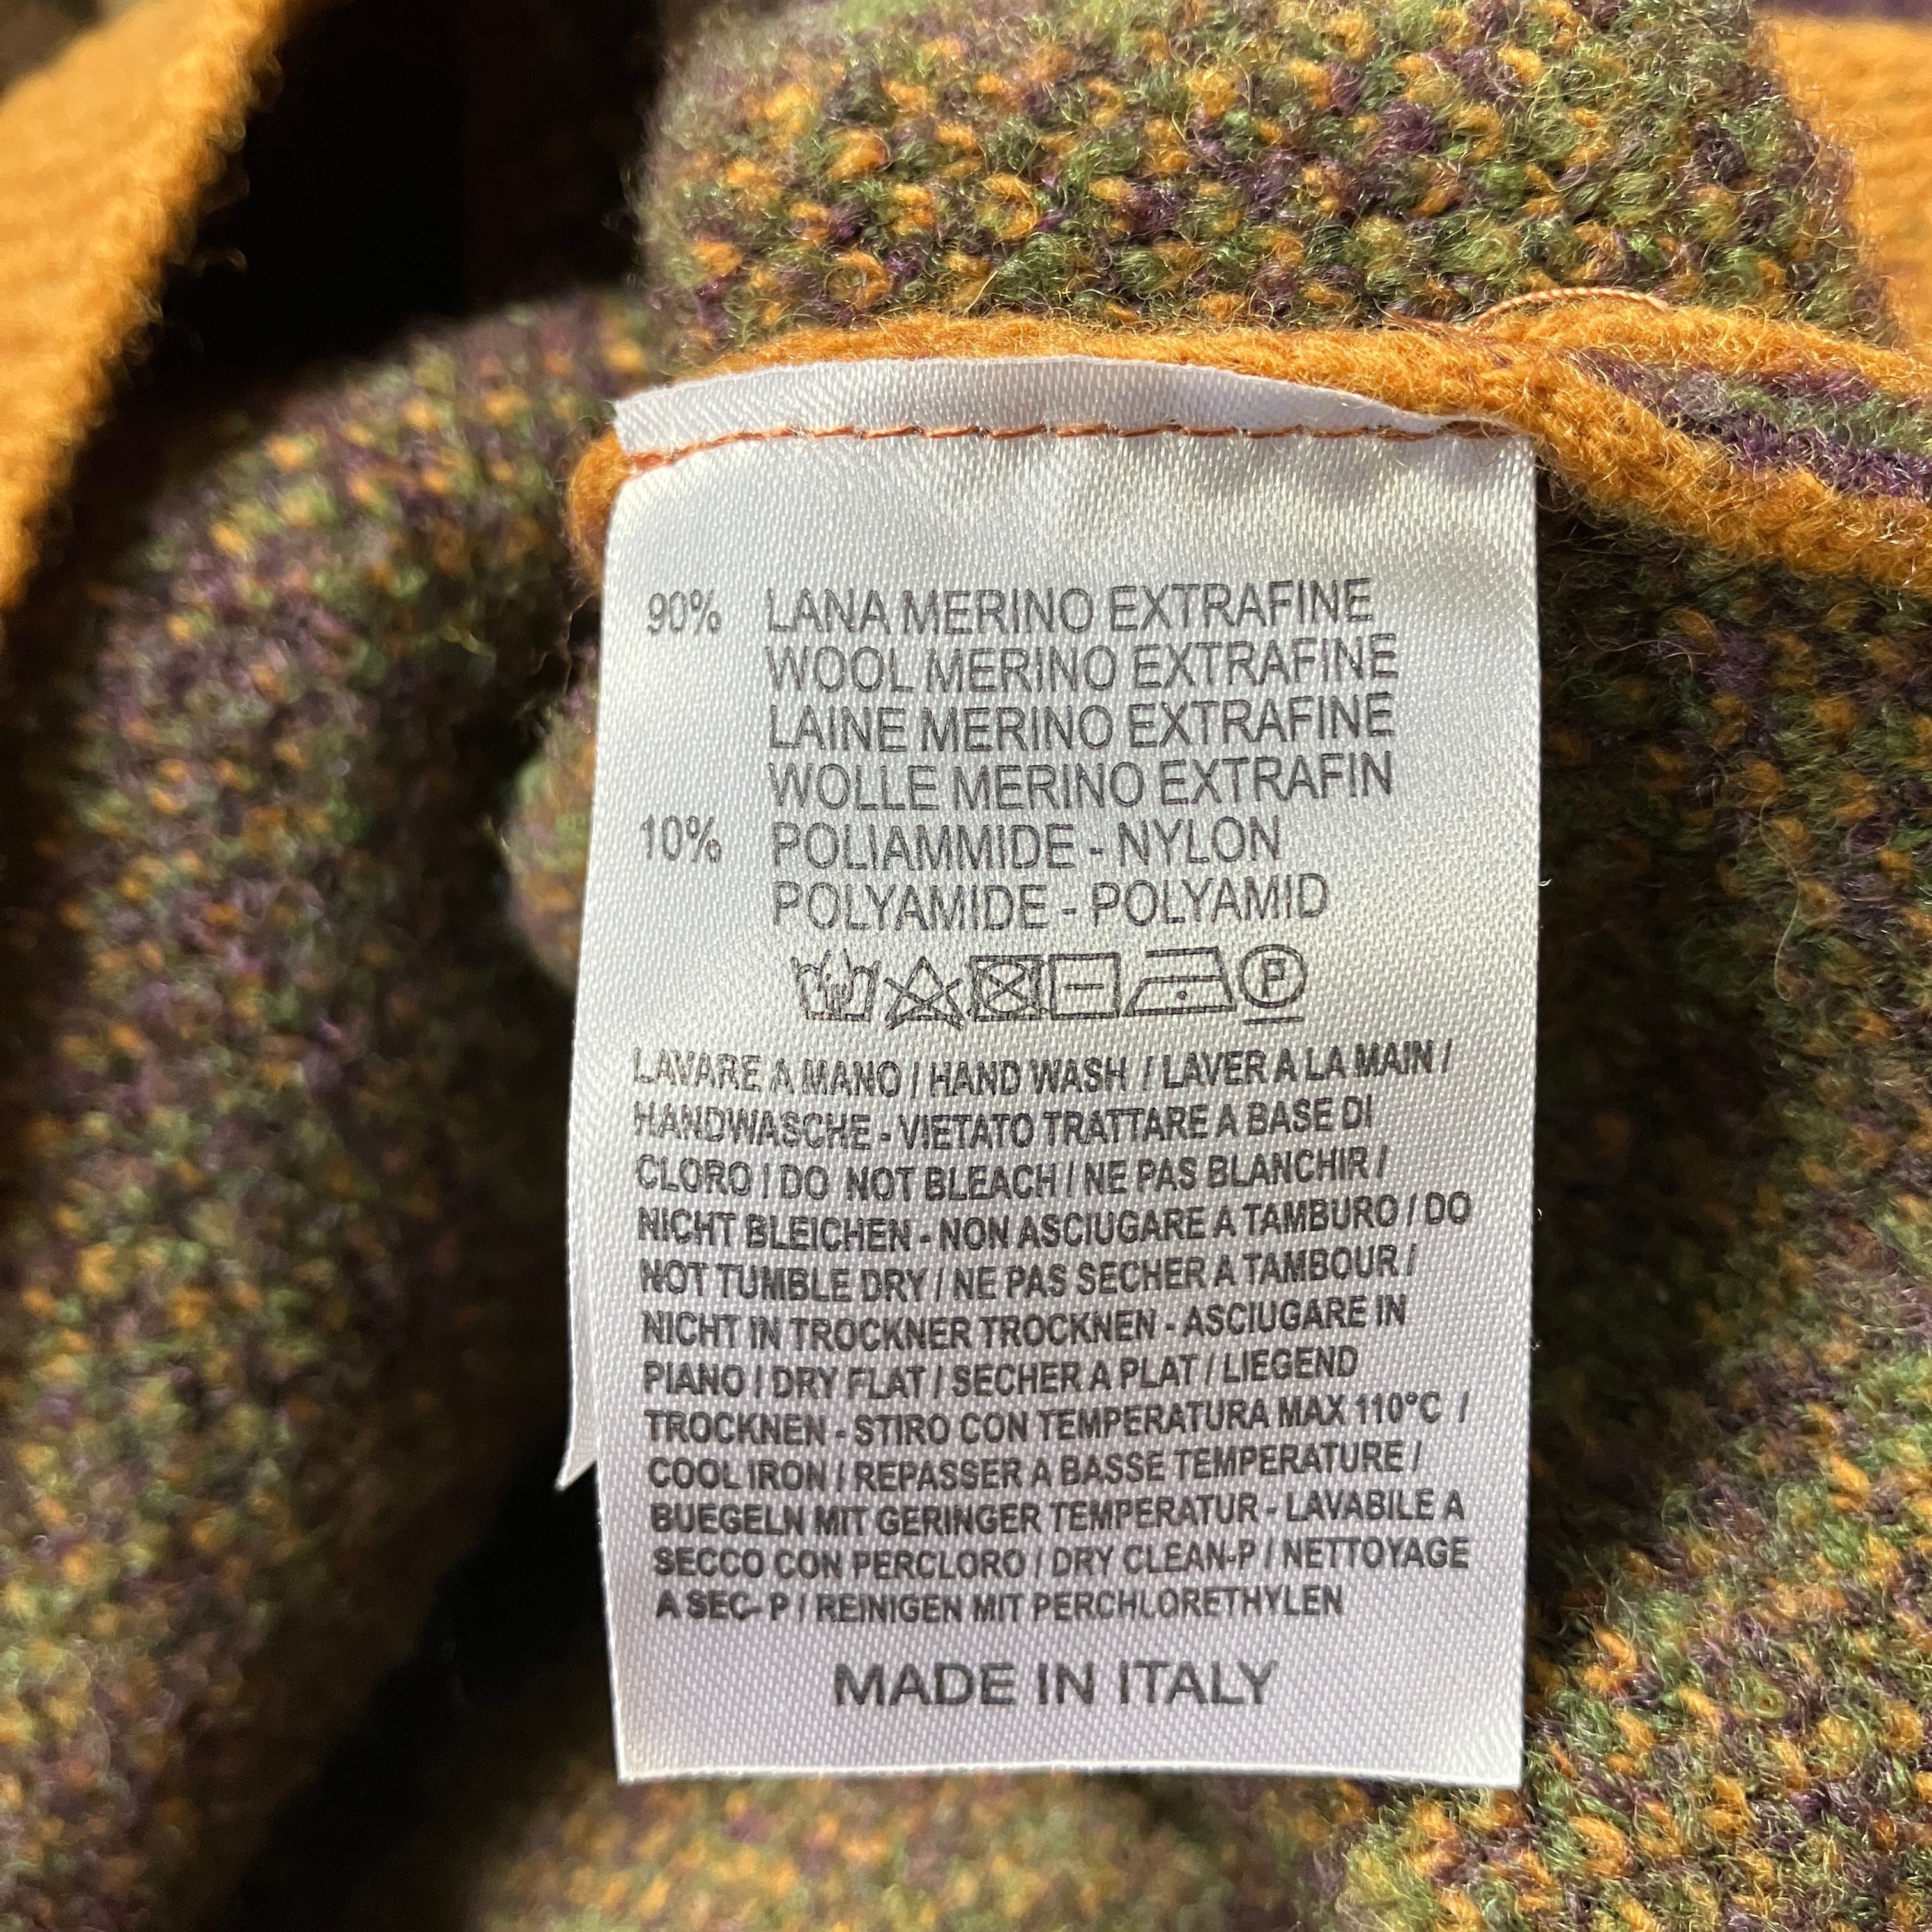 90% LANA MERINO EXTRAFINE
WOOL MERINO EXTRAFINE
LAINE MERINO EXTRAFINE
WOLLE MERINO EXTRAFIN
10% POLIAMMIDE - NYLON
POLYAMIDE - POLYAMID
P
LAVARE A MANO / HAND WASH / LAVER A LA MAIN /
HANDWASCHE - VIETATO TRATTARE A BASE DI
CLORO / DO NOT BLEACH / NE PAS BLANCHIR /
NICHT BLEICHEN - NON ASCIUGARE A TAMBURO / DO
NOT TUMBLE DRY / NE PAS SECHER A TAMBOUR /
NICHT IN TROCKNER TROCKNEN - ASCIUGARE IN
PIANO / DRY FLAT / SECHER A PLAT / LIEGEND
TROCKNEN - STIRO CON TEMPERATURA MAX 110°C /
COOL IRON / REPASSER A BASSE TEMPERATURE /
BUEGELN MIT GERINGER TEMPERATUR - LAVABILE A
SECCO CON PERCLORO / DRY CLEAN-P / NETTOYAGE
A SEC- P / REINIGEN MIT PERCHLORETHYLEN
MADE IN ITALY